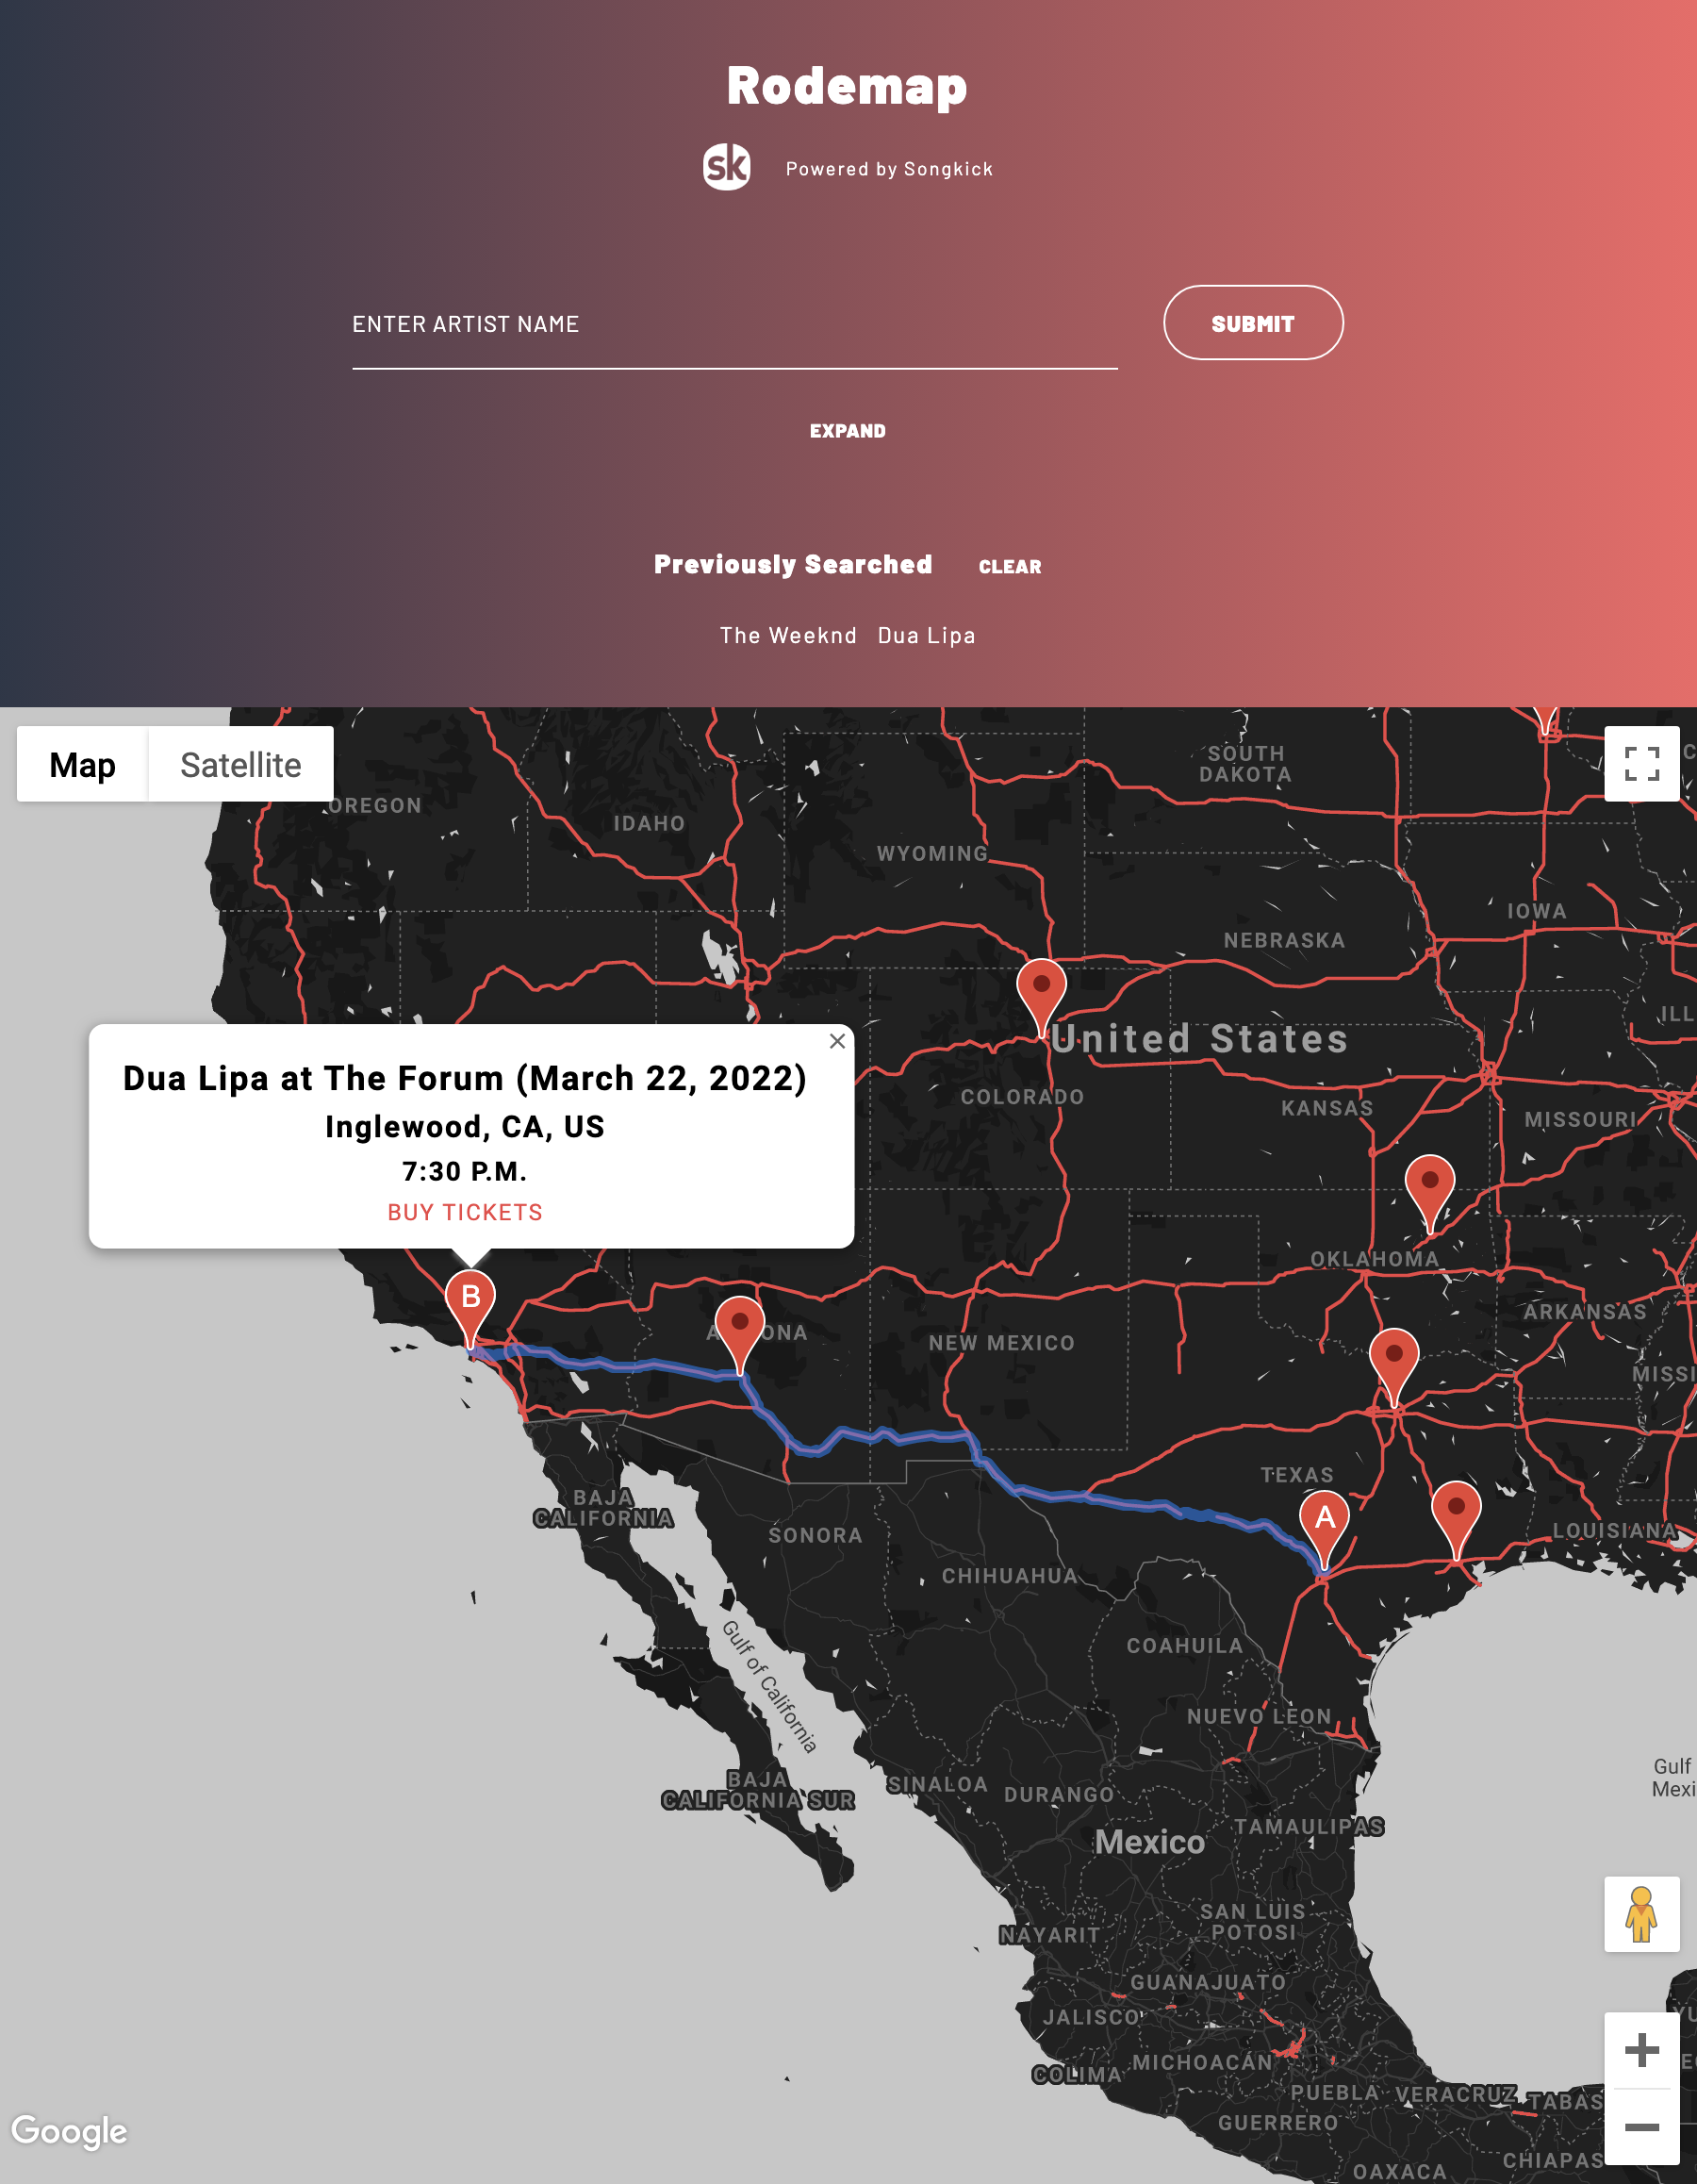 Rodemap
sk Powered by Songkick
ENTER ARTIST NAME
SUBMIT
EXPAND
Previously Searched CLEAR
The Weeknd Dua Lipa
Map Satellite
SOUTH
DAKOTA
OREGON
IDAHO
WYOMING
IOWA
NEBRASKA
ILL
United States
COLORADO
KANSAS
MISSOURI
Dua Lipa at The Forum (March 22, 2022)
Inglewood, CA, US
7:30 P.M.
BUY TICKETS
OKLAHOMA
B
ARKANSAS
NEW MEXICO
MISSI
TEXAS
A
BAJA
CALIFORNIA
SONORA
LOUISIANA
CHIHUAHUA
COAHUILA
Gulf of California
NUEVO LEON
Gulf
Mexi
BAJA
CALIFORNIA SUR
SINALOA
DURANGO
TAMAULIPAS
Mexico
SAN LUIS
POTOSI
NAYARIT
GUANAJUATO
JALISCO
MICHOACÁN
COLIMA
PUEBLA
VERACRUZ
TABAS
GUERRERO
CHIAPAS
OAXACA
Google